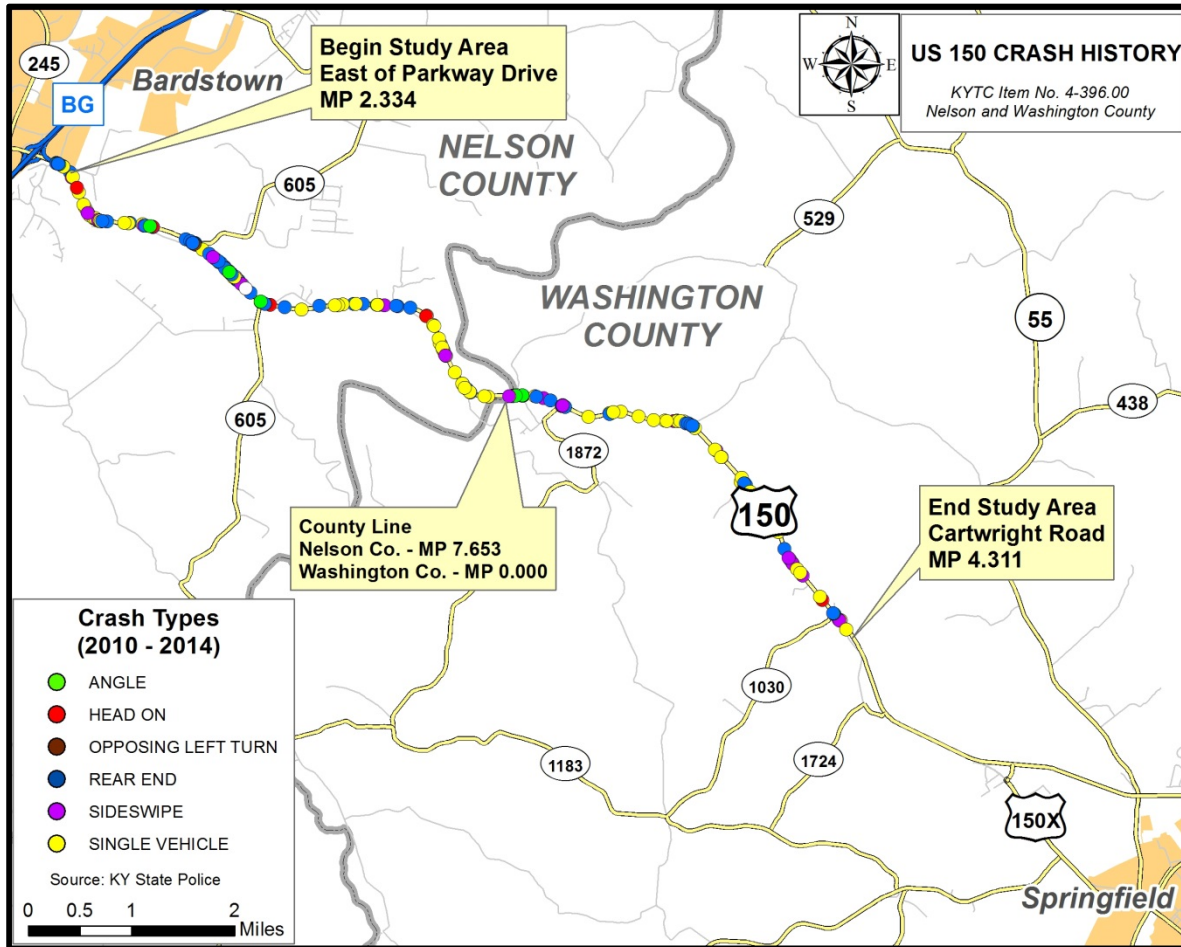 245
Bardstown
BG
Begin Study Area
East of Parkway Drive
MP 2.334
N
W E
S
US 150 CRASH HISTORY
KYTC Item No. 4-396.00
Nelson and Washington County
NELSON
COUNTY
605
529
WASHINGTON
COUNTY
55
438
605
1872
150
County Line
Nelson Co. - MP 7.653
Washington Co. - MP 0.000
End Study Area
Cartwright Road
MP 4.311
1030
1183
1724
150X
Springfield
Crash Types
(2010 - 2014)
ANGLE
HEAD ON
OPPOSING LEFT TURN
REAR END
SIDESWIPE
SINGLE VEHICLE
Source: KY State Police
0 0.5 1 2
Miles